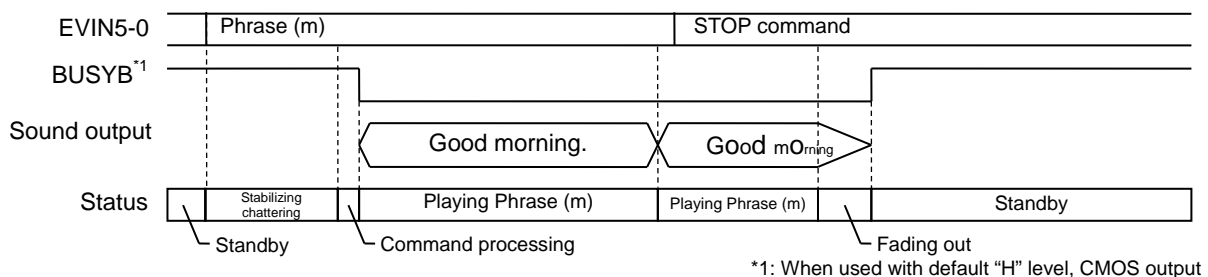 EVIN5-0 Phrase (m) STOP command
BUSYB*1
Sound output Good morning. Good morning
Status Stabilizing chattering Playing Phrase (m) Playing Phrase (m) Standby
Standby Command processing Fading out
*1: When used with default “H” level, CMOS output